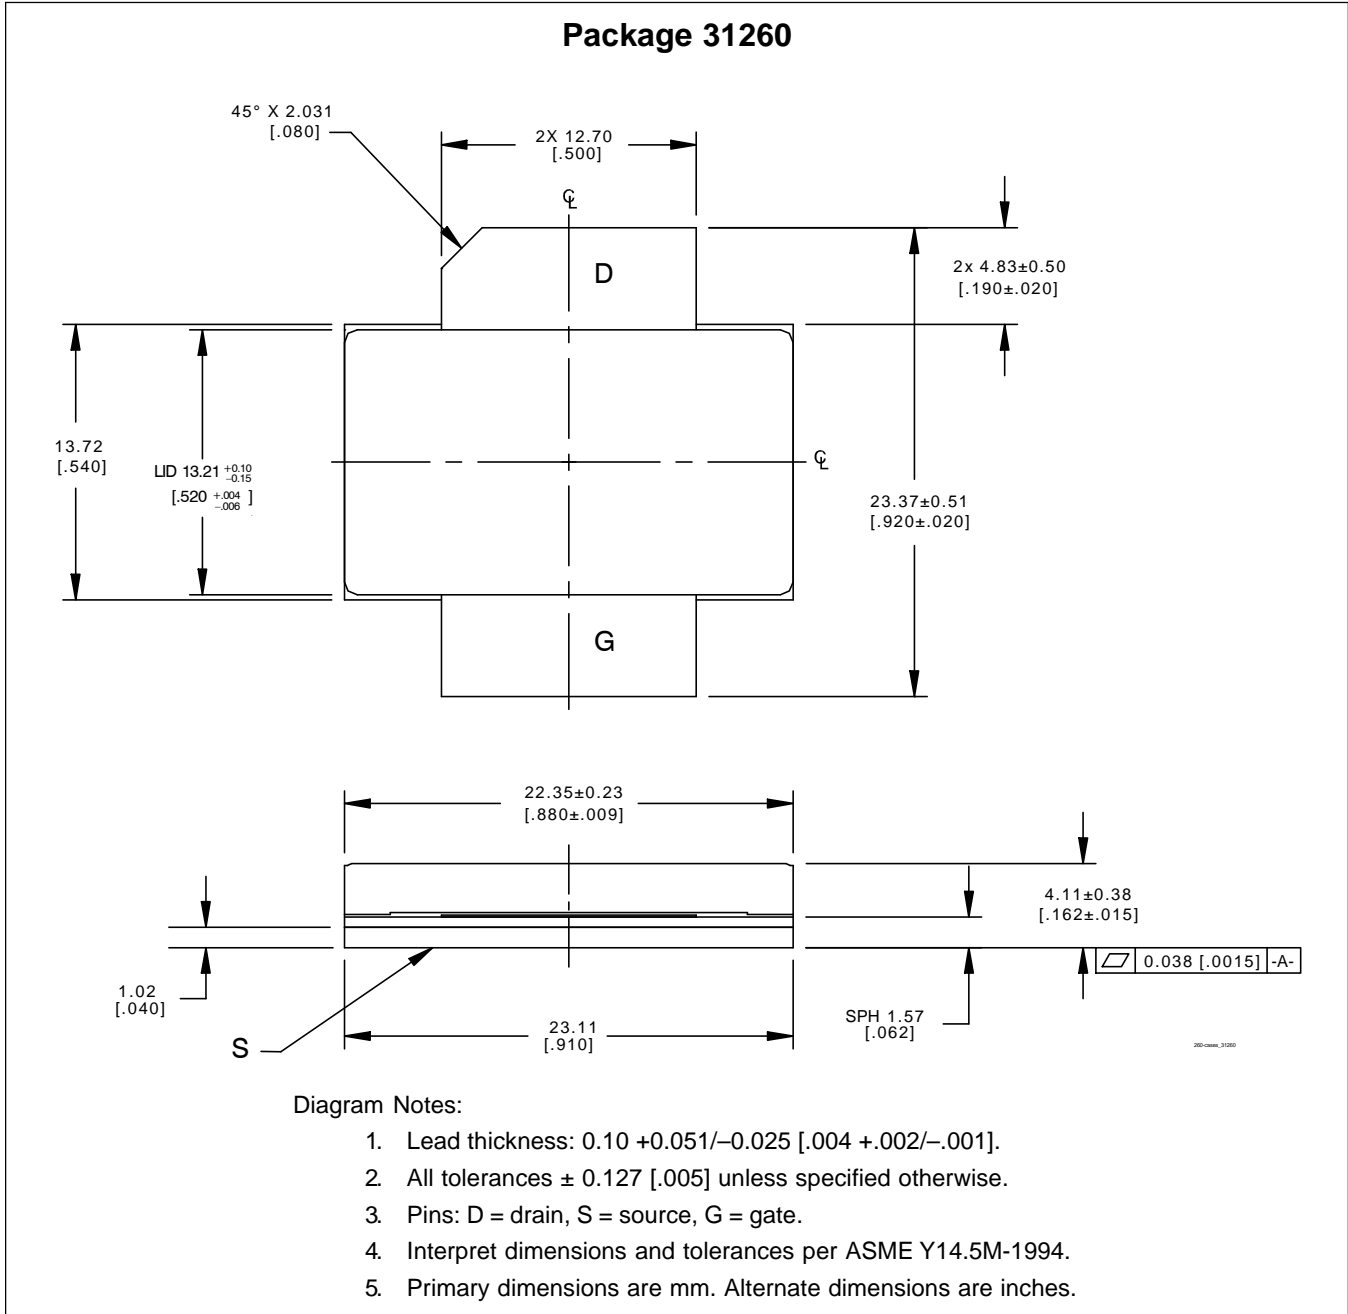 Package 31260
45° X 2.031
[.080]
2X 12.70
[.500]
℄
D
2x 4.83±0.50
[.190±.020]
13.72
[.540]
LID 13.21 +0.10
–0.15
[.520 +.004
–.006 ]
℄
23.37±0.51
[.920±.020]
G
22.35±0.23
[.880±.009]
4.11±0.38
[.162±.015]
0.038 [.0015] -A-
1.02
[.040]
SPH 1.57
[.062]
S
23.11
[.910]
260-cases_31260
Diagram Notes:
1. Lead thickness: 0.10 +0.051/–0.025 [.004 +.002/–.001].
2. All tolerances ± 0.127 [.005] unless specified otherwise.
3. Pins: D = drain, S = source, G = gate.
4. Interpret dimensions and tolerances per ASME Y14.5M-1994.
5. Primary dimensions are mm. Alternate dimensions are inches.